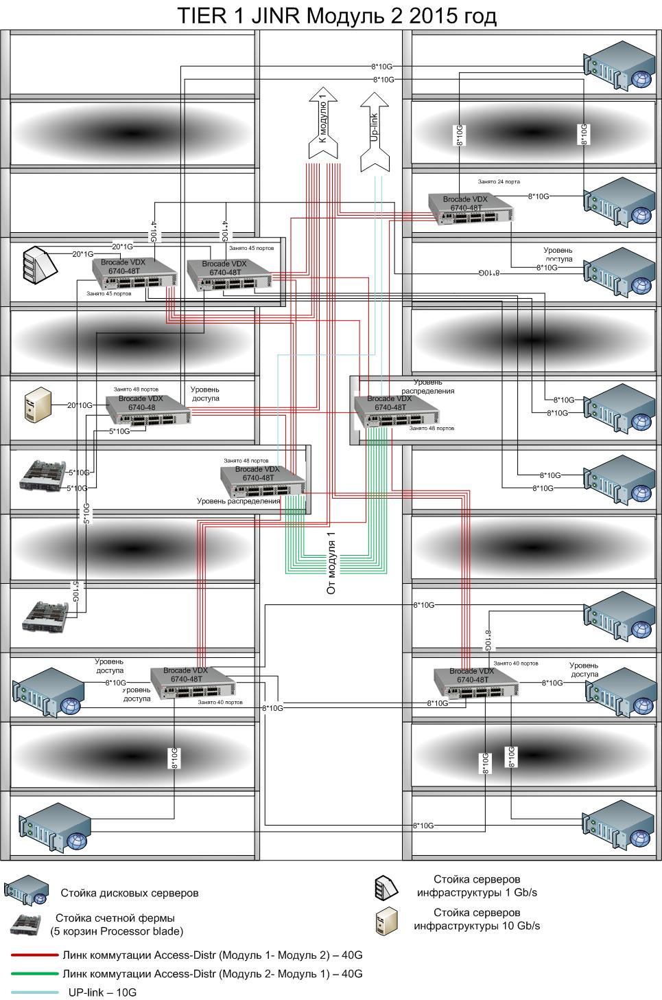 TIER 1 JINR Модуль 2 2015 год
8*10G
8*10G
К модулю 1
Up-link
8*10G
8*10G
Занято 24 порта
Brocade VDX
6740-48T
8*10G
4*10G
4*10G
20*1G
20*1G
Занято 45 портов
Brocade VDX
6740-48T
Brocade VDX
6740-48T
Занято 45 портов
Уровень
доступа
8*10G
8*10G
Занято 48 портов
Уровень
доступа
Brocade VDX
6740-48
20*10G
5*10G
Уровень
распределения
Brocade VDX
6740-48T
Занято 48 портов
8*10G
8*10G
Занято 48 портов
Brocade VDX
6740-48T
Уровень распределения
5*10G
5*10G
5*10G
8*10G
8*10G
От модуля 1
5*10G
8*10G
8*10G
Уровень
доступа
Brocade VDX
6740-48T
8*10G
Уровень
доступа
Занято 40 портов
8*10G
Занято 40 портов
Brocade VDX
6740-48T
Уровень
доступа
8*10G
8*10G
8*10G
8*10G
8*10G
8*10G
Стойка дисковых серверов
Стойка серверов
инфраструктуры 1 Gb/s
Стойка счетной фермы
(5 корзин Processor blade)
Стойка серверов
инфраструктуры 10 Gb/s
Линк коммутации Access-Distr (Модуль 1- Модуль 2) – 40G
Линк коммутации Access-Distr (Модуль 2- Модуль 1) – 40G
UP-link – 10G